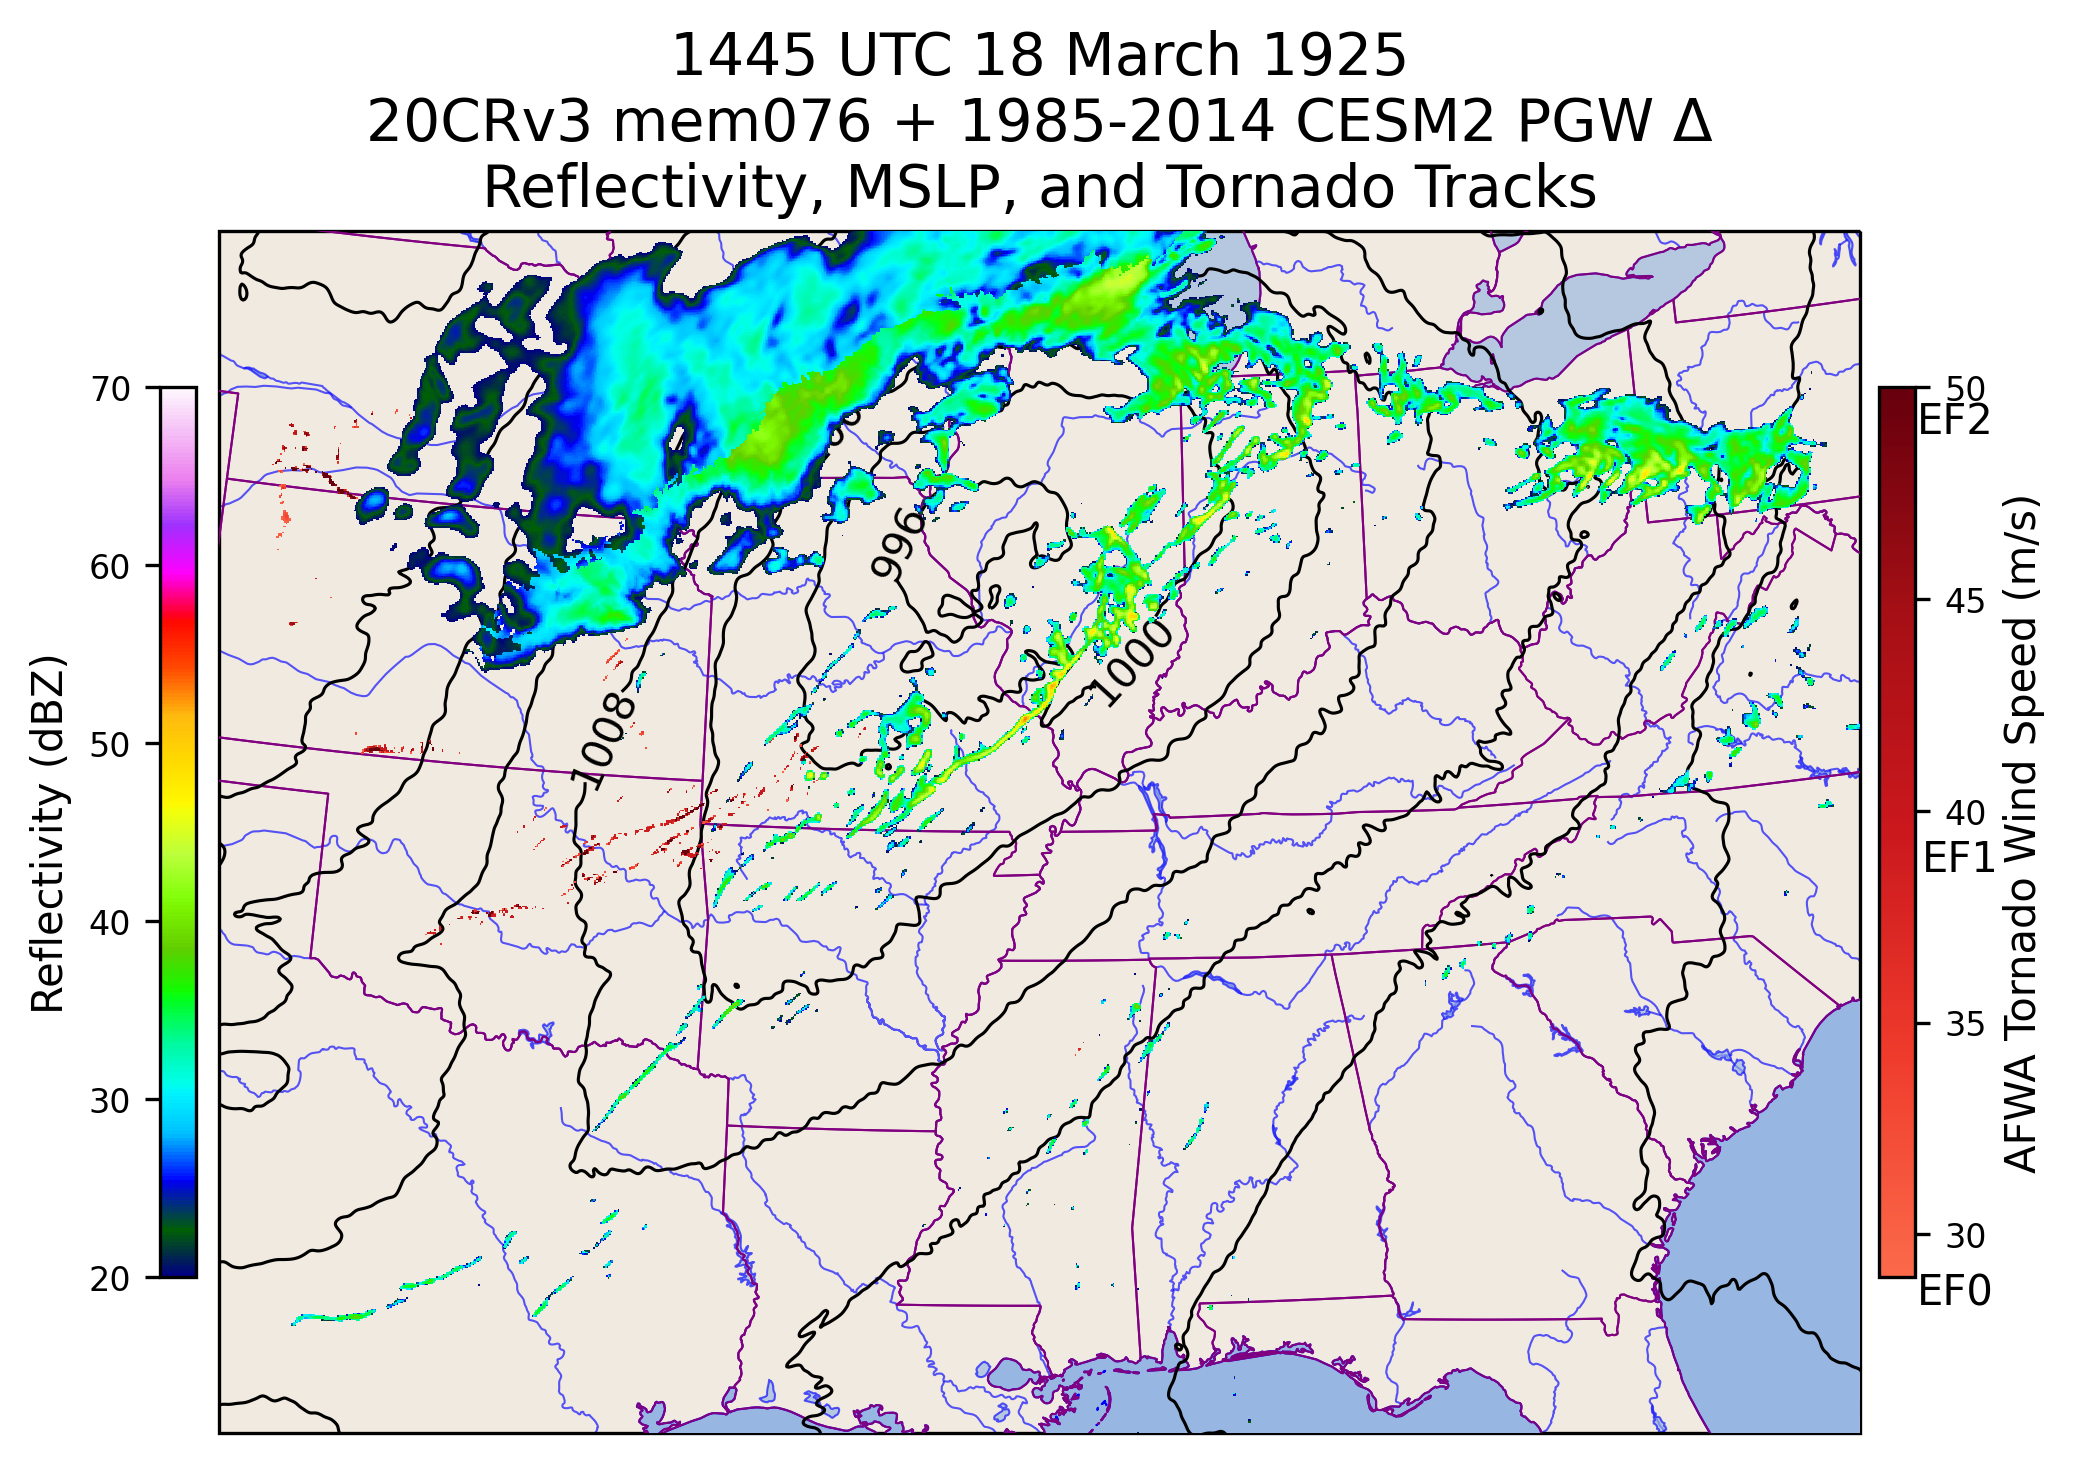 1445 UTC 18 March 1925
20CRv3 mem076 + 1985-2014 CESM2 PGW Δ
Reflectivity, MSLP, and Tornado Tracks
70
60
50
40
30
20
Reflectivity (dBZ)
996
1000
1008
50
EF2
45
40
EF1
35
30
EF0
AFWA Tornado Wind Speed (m/s)